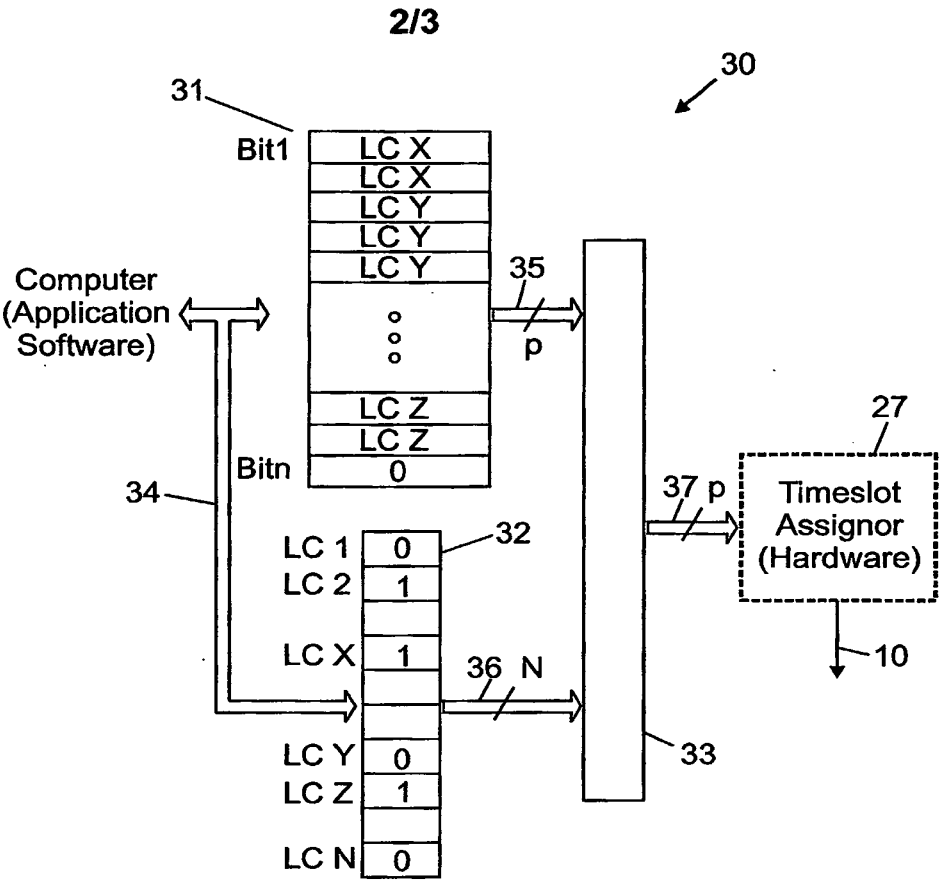 2/3
30
31
Bit1
LC X
LC X
LC Y
LC Y
LC Y
Computer
(Application
Software)
35
p
LC Z
LC Z
Bitn
0
34
27
37 p
Timeslot
Assignor
(Hardware)
10
32
LC 1 0
LC 2 1
LC X 1
36 N
LC Y 0
LC Z 1
33
LC N 0